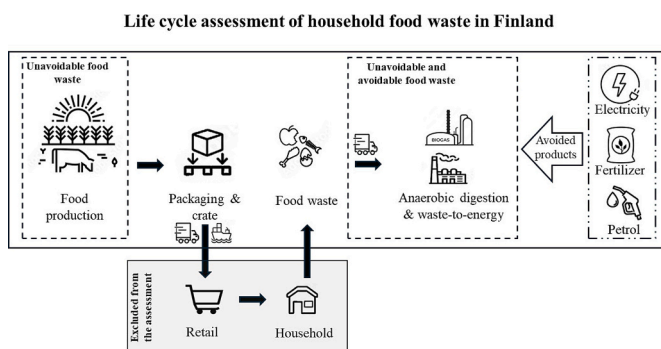 Life cycle assessment of household food waste in Finland
Unavoidable food
waste
Food
production
Packaging &
crate
Food waste
Unavoidable and
avoidable food waste
BIOGAS
Anaerobic digestion
& waste-to-energy
Avoided
products
Electricity
Fertilizer
Petrol
Excluded from
the assessment
Retail
Household